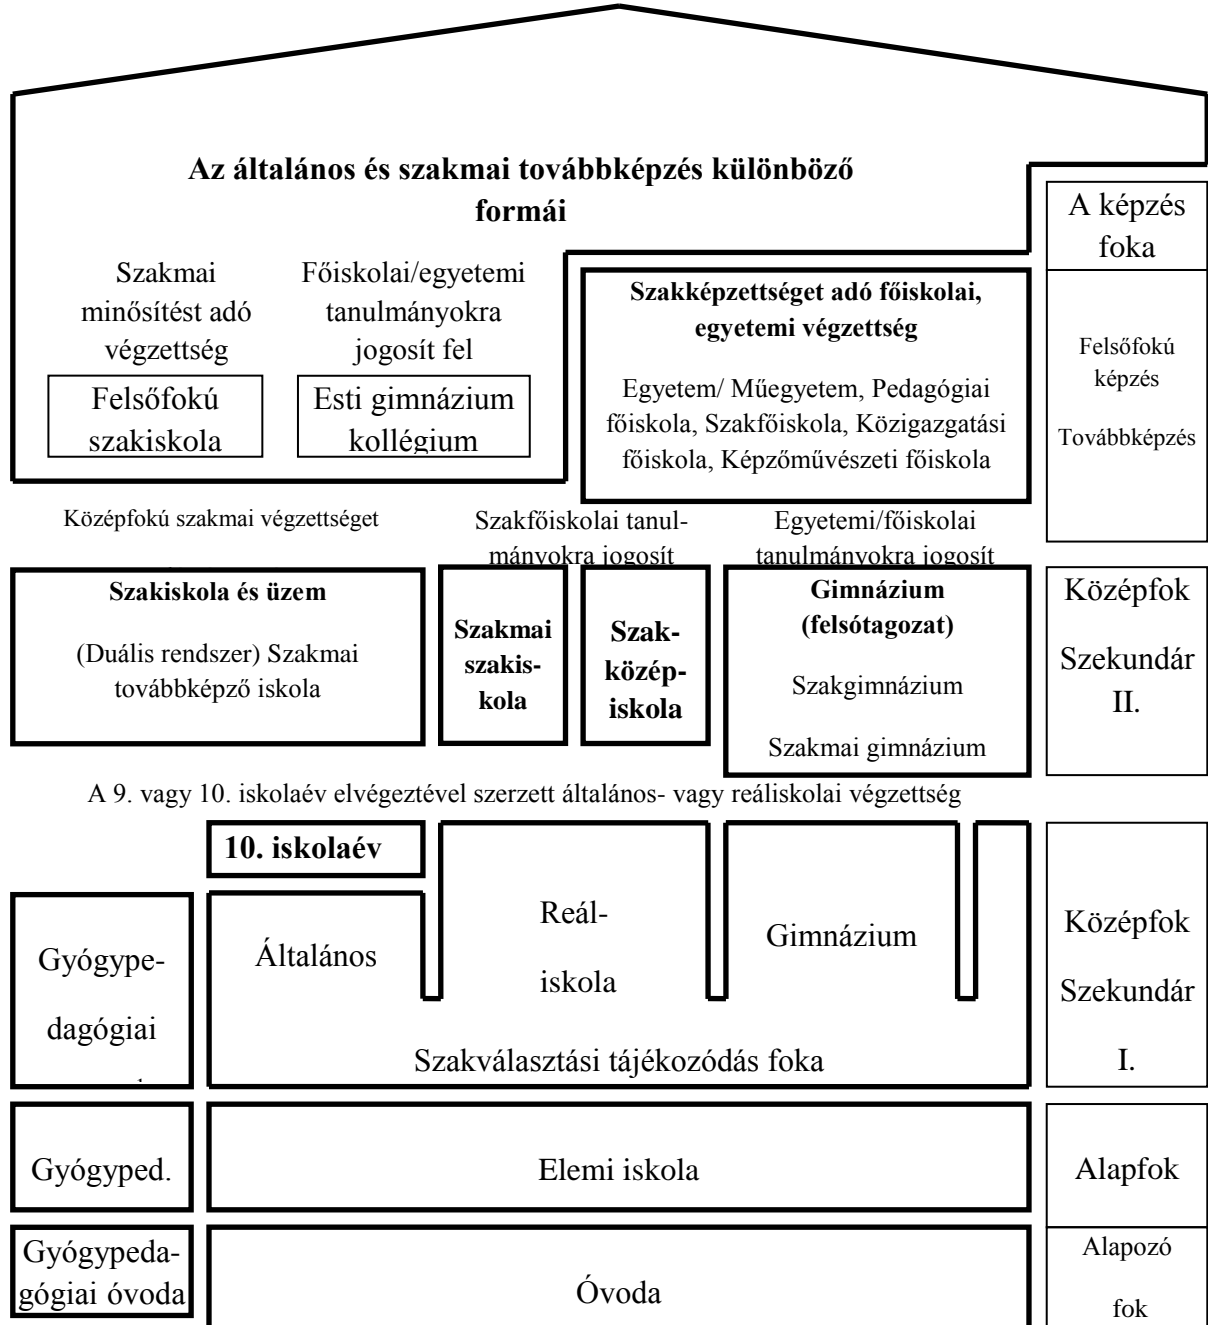 Az általános és szakmai továbbképzés különböző
formái
A képzés
foka
Szakmai
minősítést adó
végzettség
Főiskolai/egyetemi
tanulmányokra
jogosít fel
Felsőfokú
szakiskola
Esti gimnázium
kollégium
Szakképzettséget adó főiskolai,
egyetemi végzettség
Egyetem/ Műegyetem, Pedagógiai
főiskola, Szakfőiskola, Közigazgatási
főiskola, Képzőművészeti főiskola
Felsőfokú
képzés
Továbbképzés
Középfokú szakmai végzettséget
Szakfőiskolai tanul-
mányokra jogosít
Egyetemi/főiskolai
tanulmányokra jogosít
Szakiskola és üzem
(Duális rendszer) Szakmai
továbbképző iskola
Szakmai
szakis-
kola
Szak-
közép-
iskola
Gimnázium
(felsótagozat)
Szakgimnázium
Szakmai gimnázium
Középfok
Szekundár
II.
A 9. vagy 10. iskolaév elvégeztével szerzett általános- vagy reáliskolai végzettség
10. iskolaév
Gyógype-
dagógiai
Általános
Reál-
iskola
Gimnázium
Szakválasztási tájékozódás foka
Középfok
Szekundár
I.
Gyógyped.
Elemi iskola
Alapfok
Gyógypeda-
gógiai óvoda
Óvoda
Alapozó
fok